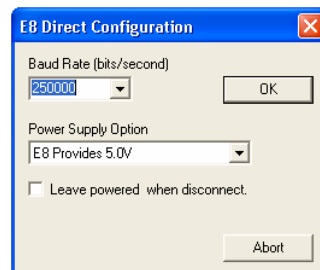 E8 Direct Configuration
Baud Rate (bits/second)
250000
OK
Power Supply Option
E8 Provides 5.0V
Leave powered when disconnect.
Abort